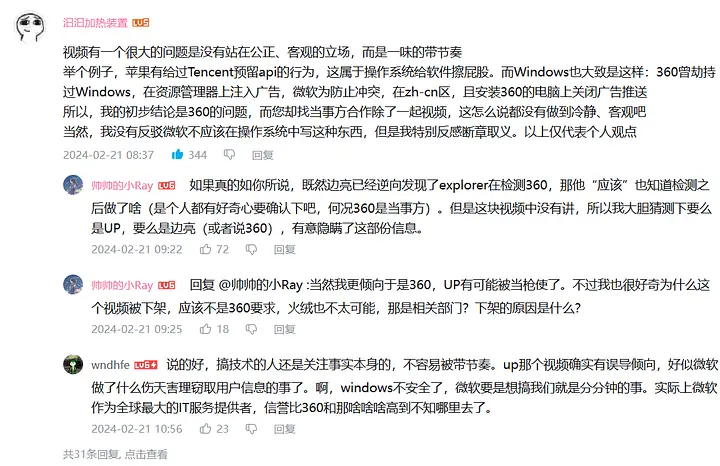 汨汨加热装置 LV5
视频有一个很大的问题是没有站在公正、客观的立场，而是一味的带节奏
举个例子，苹果有给过Tencent预留api的行为，这属于操作系统给软件擦屁股。而Windows也大致是这样：360曾劫持
过Windows，在资源管理器上注入广告，微软为防止冲突，在zh-cn区，且安装360的电脑上关闭广告推送
所以，我的初步结论是360的问题，而您却找当事方合作除了一起视频，这怎么说都没有做到冷静、客观吧
当然，我没有反驳微软不应该在操作系统中写这种东西，但是我特别反感断章取义。以上仅代表个人观点
2024-02-21 08:37 344 回复
帅帅的小Ray LV6 如果真的如你所说，既然边亮已经逆向发现了explorer在检测360，那他“应该”也知道检测之
后做了啥（是个人都有好奇心要确认下吧，何况360是当事方）。但是这块视频中没有讲，所以我大胆猜测下要么
是UP，要么是边亮（或者说360），有意隐瞒了这部份信息。
2024-02-21 09:22 72 回复
帅帅的小Ray LV6 回复 @帅帅的小Ray :当然我更倾向于是360，UP有可能被当枪使了。不过我也很好奇为什么这
个视频被下架，应该不是360要求，火绒也不太可能，那是相关部门？下架的原因是什么？
2024-02-21 09:25 18 回复
wndhfe LV6 说的好，搞技术的人还是关注事实本身的，不容易被带节奏。up那个视频确实有误导倾向，好似微软
做了什么伤天害理窃取用户信息的事了。啊，windows不安全了，微软要是想搞我们就是分分钟的事。实际上微软
作为全球最大的IT服务提供者，信誉比360和那啥啥啥高到不知哪里去了。
2024-02-21 10:56 23 回复
共31条回复, 点击查看